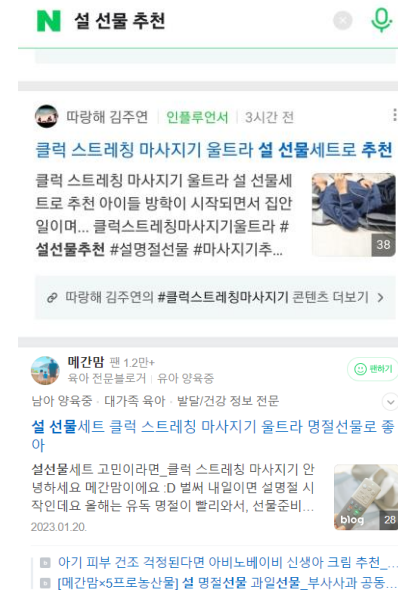 N 설 선물 추천
따랑해 김주연 인플루언서 3시간 전
클럭 스트레칭 마사지기 울트라 설 선물세트로 추천
클럭 스트레칭 마사지기 울트라 설 선물세
트로 추천 아이들 방학이 시작되면서 집안
일이며... 클럭스트레칭마사지기울트라 #
설선물추천 #설명절선물 #마사지기추...
38
따랑해 김주연의 #클럭스트레칭마사지기 콘텐츠 더보기 >
메간맘 팬 1.2만+
육아 전문블로거 유아 양육중
팬하기
남아 양육중 · 대가족 육아 · 발달/건강 정보 전문
설 선물세트 클럭 스트레칭 마사지기 울트라 명절선물로 좋
아
설선물세트 고민이라면_클럭 스트레칭 마사지기 안
녕하세요 메간맘이에요 :D 벌써 내일이면 설명절 시
작인데요 올해는 유독 명절이 빨리와서, 선물준비...
2023.01.20.
blog 28
아기 피부 건조 걱정된다면 아비노베이비 신생아 크림 추천_...
[메간맘×5프로농산물] 설 명절선물 과일선물_부사사과 공동...